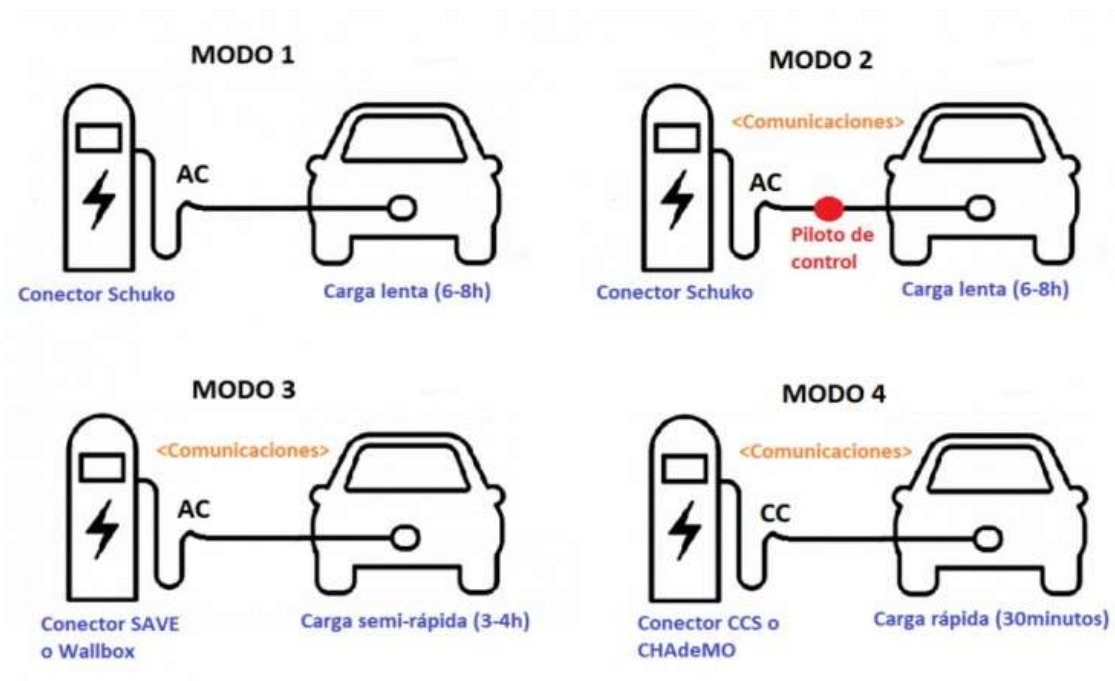 MODO 1
AC
Conector Schuko
Carga lenta (6-8h)
MODO 2
<Comunicaciones>
AC
Piloto de
control
Conector Schuko
Carga lenta (6-8h)
MODO 3
<Comunicaciones>
AC
Conector SAVE
o Wallbox
Carga semi-rápida (3-4h)
MODO 4
<Comunicaciones>
CC
Conector CCS o
CHAdeMO
Carga rápida (30minutos)